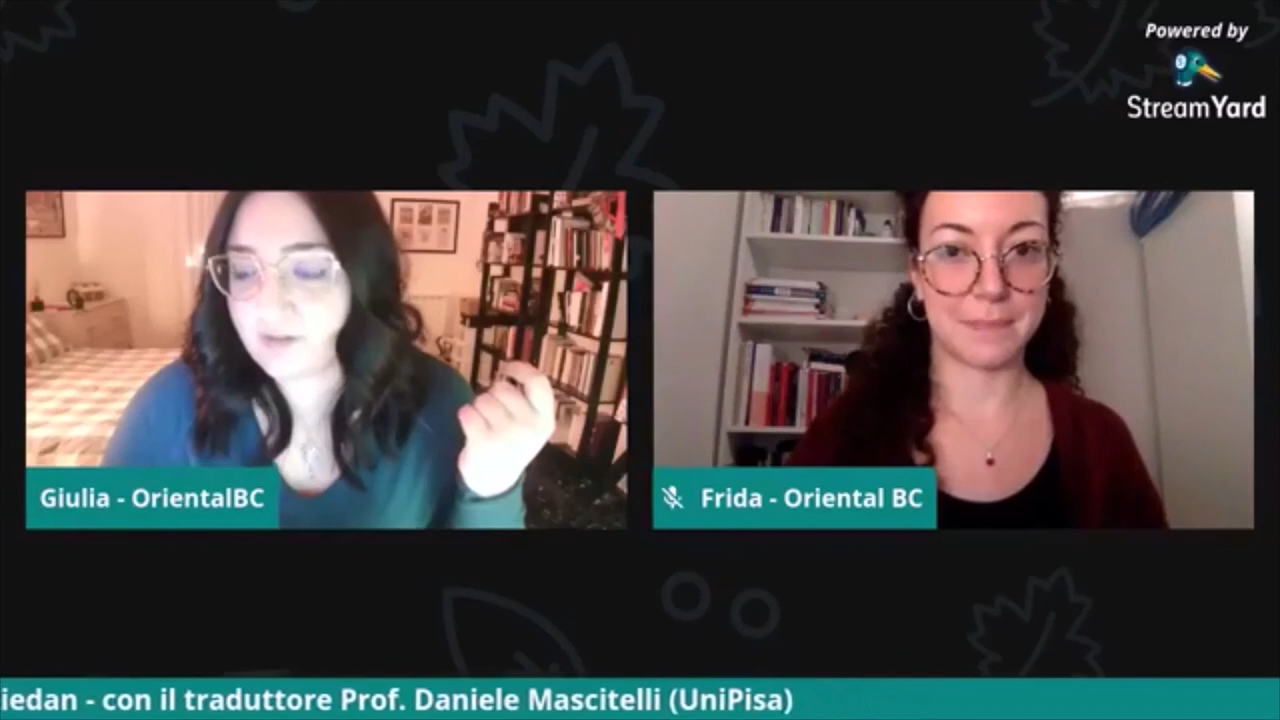 Powered by
StreamYard
Giulia - OrientalBC
Frida - Oriental BC
iedan - con il traduttore Prof. Daniele Mascitelli (UniPisa)